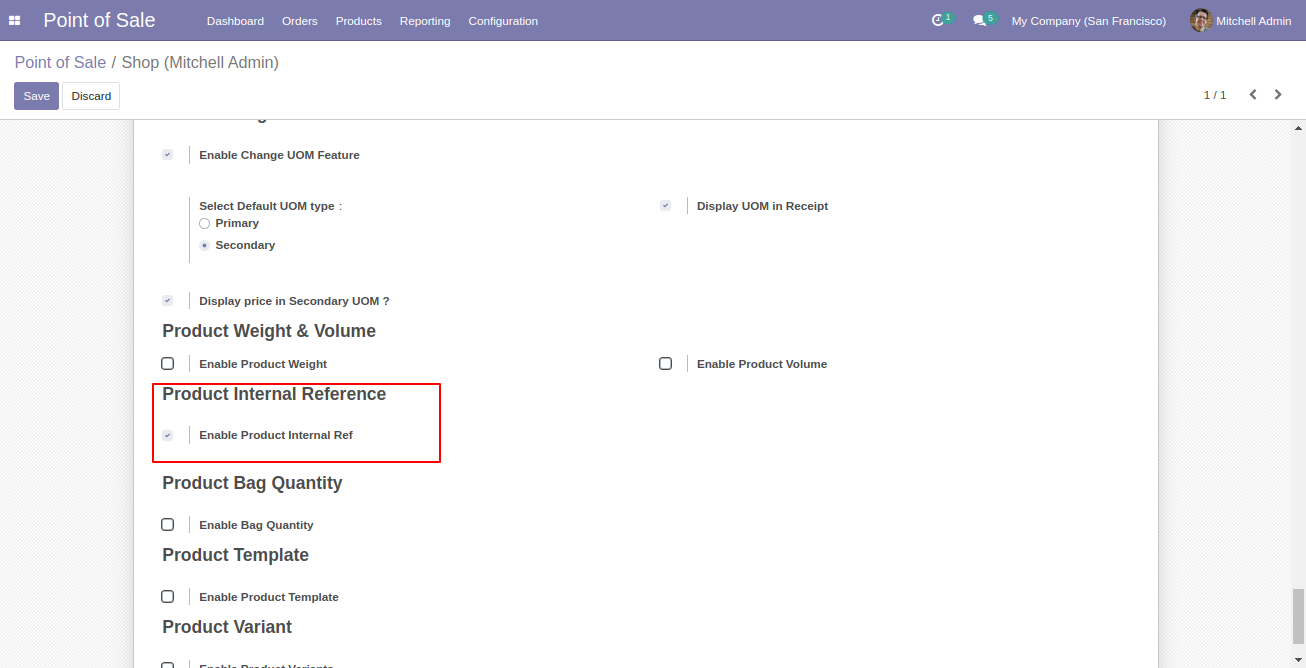 Point of Sale Dashboard Orders Products Reporting Configuration 1 5 My Company (San Francisco) Mitchell Admin
Point of Sale / Shop (Mitchell Admin)
Save Discard 1 / 1
Enable Change UOM Feature
Select Default UOM type : Display UOM in Receipt
Primary
Secondary
Display price in Secondary UOM ?
Product Weight & Volume
Enable Product Weight Enable Product Volume
Product Internal Reference
Enable Product Internal Ref
Product Bag Quantity
Enable Bag Quantity
Product Template
Enable Product Template
Product Variant
Enable Product Variants